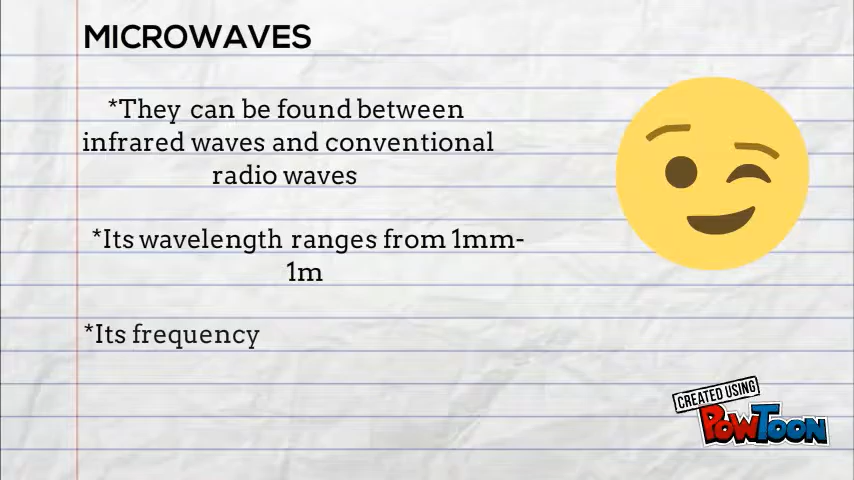 MICROWAVES
*They can be found between
infrared waves and conventional
radio waves
*Its wavelength ranges from 1mm-
1m
*Its frequency
CREATED USING
POWTOON